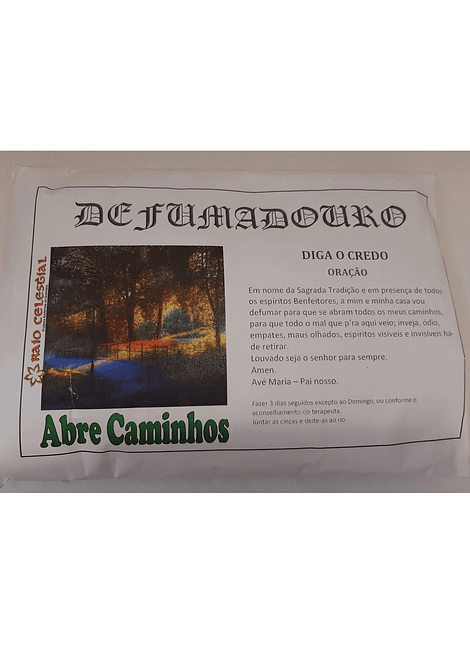 DEFUMADOURO
RAIO CELESTIAL
DIGA O CREDO
ORAÇÃO
Em nome da Sagrada Tradição e em presença de todos
os espiritos Benfeitores, a mim e minha casa vou
defumar para que se abram todos os meus caminhos,
para que todo o mal que p'ra aqui veio; inveja, ódio,
empates, maus olhados, espiritos visíveis e invisíveis há-
de retirar.
Louvado seja o senhor para sempre.
Amen.
Avé Maria – Pai nosso.
Fazer 3 dias seguidos excepto ao Domingo, ou conforme o
aconselhamento do terapeuta.
Juntar as cinzas e deite-as ao rio.
Abre Caminhos